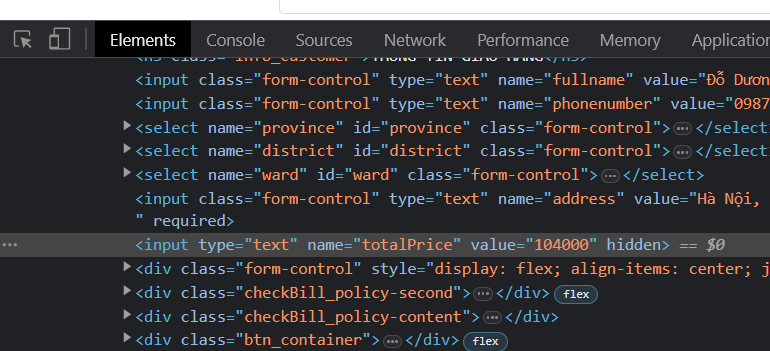 Elements Console Sources Network Performance Memory Application
<input class="form-control" type="text" name="fullname" value="Đỗ Dươn
<input class="form-control" type="text" name="phonenumber" value="0987
<select name="province" id="province" class="form-control">…</select
<select name="district" id="district" class="form-control">…</select
<select name="ward" id="ward" class="form-control">…</select>
<input class="form-control" type="text" name="address" value="Hà Nội,
" required>
… <input type="text" name="totalPrice" value="104000" hidden> == $0
<div class="form-control" style="display: flex; align-items: center; j
<div class="checkBill_policy-second">…</div> flex
<div class="checkBill_policy-content">…</div>
<div class="btn_container">…</div> flex